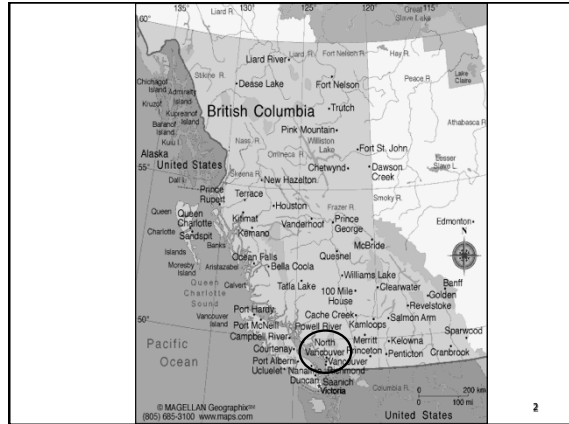 135° 130° 125° 120° 115°
60°
Liard R.
Liard R.
Great
Slave Lake
Liard River
Fort Nelson R.
Hay R.
Stikine R.
Dease Lake
Fort Nelson
Peace R.
Lake
Claire
Chichagof
Island
Admiralty
Island
Kruzof
Kupreanof
Island
Baranof
Island
Kuiu I.
British Columbia
Trutch
Pink Mountain
Athabasca R.
Nass R.
Omineca R.
Williston
Lake
Fort St. John
Alaska
United States
55°
55°
Chetwynd
Dawson
Creek
Lesser
Slave L.
Dall I.
Skeena R.
New Hazelton
Prince
Rupert
Terrace
Houston
Smoky R.
Queen
Charlotte
Islands
Queen
Charlotte
Sandspit
Kitimat
Kemano
Frazer R.
Vanderhoof
Prince
George
Edmonton
N
McBride
Banks
Moresby
Island
Aristazabal
Ocean Falls
Bella Coola
Quesnel
Queen
Charlotte
Sound
Calvert
Tatla Lake
Williams Lake
100 Mile
House
Clearwater
Banff
Golden
Revelstoke
Vancouver
Island
Port Hardy
Port McNeill
Cache Creek
Kamloops
Salmon Arm
50°
50°
Campbell River
Powell River
Sparwood
Pacific
Ocean
Courtenay
North
Vancouver
Merritt
Kelowna
Port Alberni
Vancouver
Princeton
Penticton
Cranbrook
Ucluelet
Nanaimo
Richmond
Duncan
Saanich
Victoria
Columbia R.
0 200 km
0 100 mi
© MAGELLAN Geographix℠
(805) 685-3100 www.maps.com
United States
2